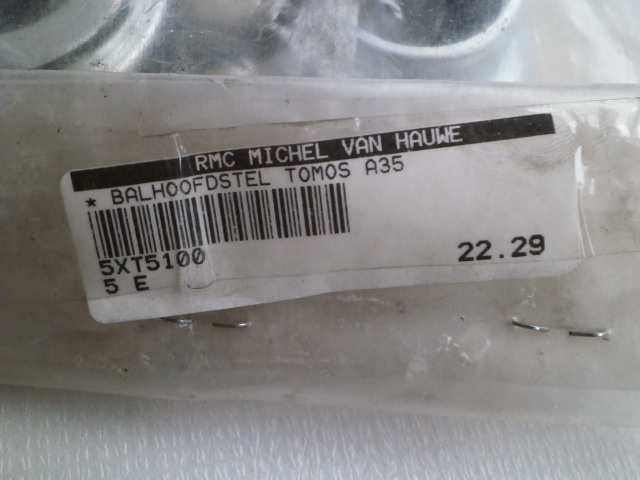 RMC MICHEL VAN HAUWE
* BALHOOFDSTEL TOMOS A35
5XT5100
5 E
22.29